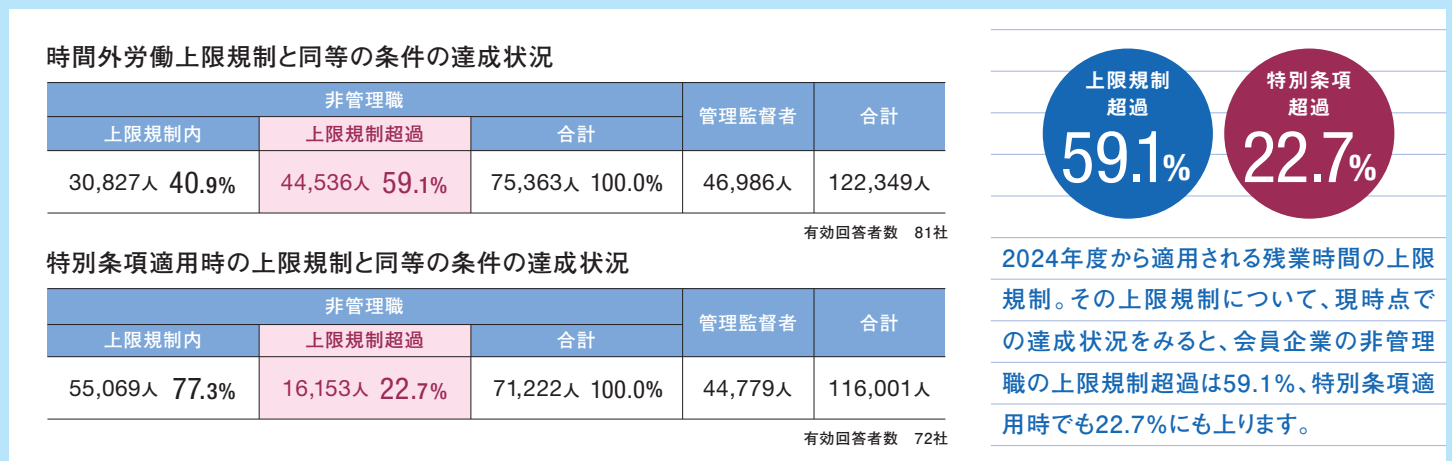 時間外労働上限規制と同等の条件の達成状況
非管理職 管理監督者 合計
上限規制内 上限規制超過 合計
30,827人 40.9% 44,536人 59.1% 75,363人 100.0% 46,986人 122,349人
有効回答者数 81社
特別条項適用時の上限規制と同等の条件の達成状況
非管理職 管理監督者 合計
上限規制内 上限規制超過 合計
55,069人 77.3% 16,153人 22.7% 71,222人 100.0% 44,779人 116,001人
有効回答者数 72社
上限規制
超過
59.1%
特別条項
超過
22.7%
2024年度から適用される残業時間の上限
規制。その上限規制について、現時点で
の達成状況をみると、会員企業の非管理
職の上限規制超過は59.1%、特別条項適
用時でも22.7%にも上ります。